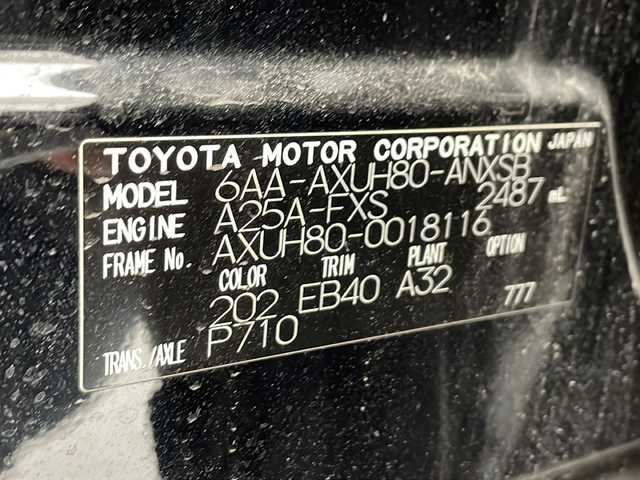 TOYOTA MOTOR CORPORATION JAPAN
MODEL 6AA-AXUH80-ANXSB
ENGINE A25A-FXS 2487 mL
FRAME No. AXUH80-0018116
COLOR TRIM PLANT OPTION
202 EB40 A32 777
TRANS./AXLE P710